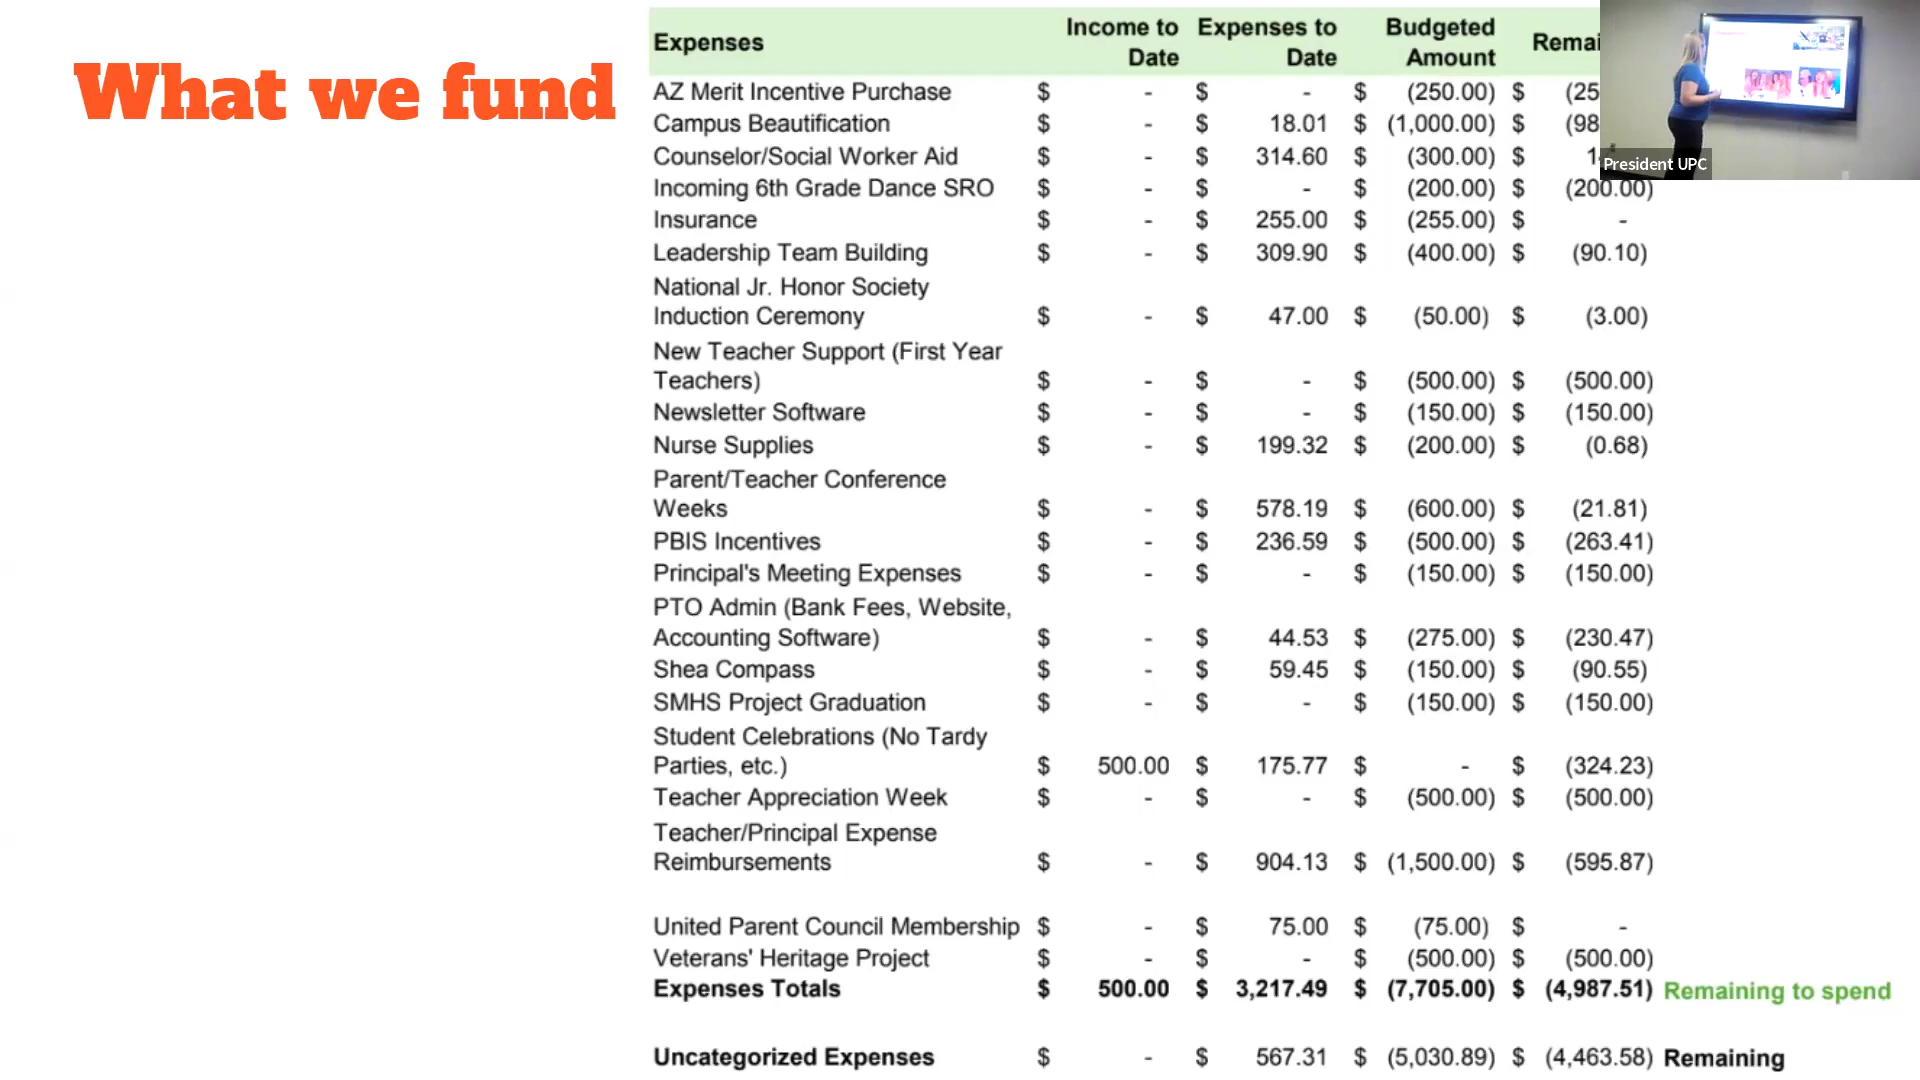 What we fund
Expenses Income to Date Expenses to Date Budgeted Amount
AZ Merit Incentive Purchase $ - $ - $ (250.00) $
Campus Beautification $ - $ 18.01 $ (1,000.00) $
Counselor/Social Worker Aid $ - $ 314.60 $ (300.00) $
President UPC
Incoming 6th Grade Dance SRO $ - $ - $ (200.00) $ (200.00)
Insurance $ - $ 255.00 $ (255.00) $ -
Leadership Team Building $ - $ 309.90 $ (400.00) $ (90.10)
National Jr. Honor Society
Induction Ceremony $ - $ 47.00 $ (50.00) $ (3.00)
New Teacher Support (First Year
Teachers) $ - $ - $ (500.00) $ (500.00)
Newsletter Software $ - $ - $ (150.00) $ (150.00)
Nurse Supplies $ - $ 199.32 $ (200.00) $ (0.68)
Parent/Teacher Conference
Weeks $ - $ 578.19 $ (600.00) $ (21.81)
PBIS Incentives $ - $ 236.59 $ (500.00) $ (263.41)
Principal's Meeting Expenses $ - $ - $ (150.00) $ (150.00)
PTO Admin (Bank Fees, Website,
Accounting Software) $ - $ 44.53 $ (275.00) $ (230.47)
Shea Compass $ - $ 59.45 $ (150.00) $ (90.55)
SMHS Project Graduation $ - $ - $ (150.00) $ (150.00)
Student Celebrations (No Tardy
Parties, etc.) $ 500.00 $ 175.77 $ - $ (324.23)
Teacher Appreciation Week $ - $ - $ (500.00) $ (500.00)
Teacher/Principal Expense
Reimbursements $ - $ 904.13 $ (1,500.00) $ (595.87)
United Parent Council Membership $ - $ 75.00 $ (75.00) $ -
Veterans' Heritage Project $ - $ - $ (500.00) $ (500.00)
Expenses Totals $ 500.00 $ 3,217.49 $ (7,705.00) $ (4,987.51) Remaining to spend
Uncategorized Expenses $ - $ 567.31 $ (5,030.89) $ (4,463.58) Remaining